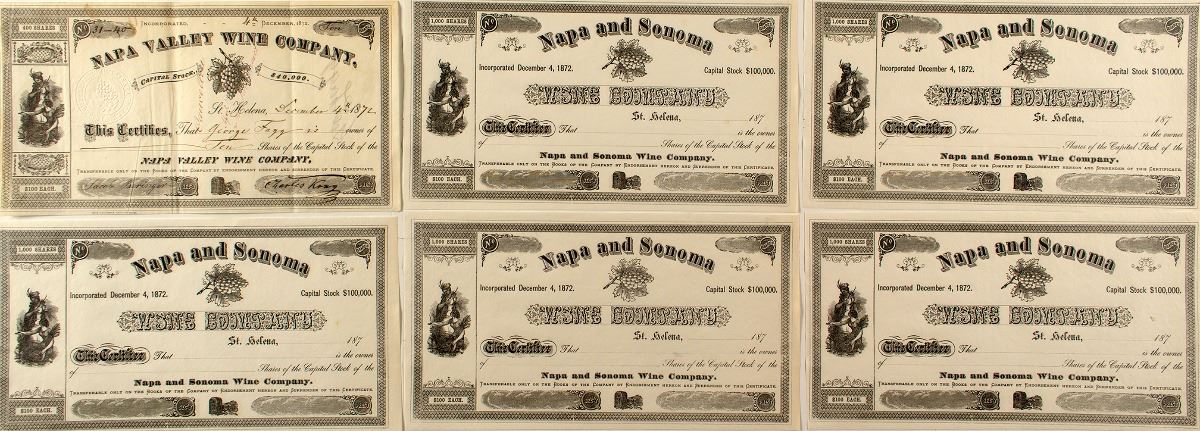 400 SHARES
INCORPORATED, 4th DECEMBER, 1872.
No 31-40
Ten
NAPA VALLEY WINE COMPANY,
CAPITAL STOCK, $40,000.
St. Helena, December 4th 1872
This Certifies, That George Fagg is owner of
Ten Shares of the Capital Stock of the
NAPA VALLEY WINE COMPANY,
TRANSFERABLE ONLY ON THE BOOKS OF THE COMPANY BY ENDORSEMENT HEREON AND SURRENDER OF THIS CERTIFICATE.
$100 EACH.
Charles Krug
1,000 SHARES
No
Napa and Sonoma
Incorporated December 4, 1872. Capital Stock $100,000.
WINE COMPANY
St. Helena, 187
This Certifies That is the owner
of Shares of the Capital Stock of the
Napa and Sonoma Wine Company.
TRANSFERABLE ONLY ON THE BOOKS OF THE COMPANY BY ENDORSEMENT HEREON AND SURRENDER OF THIS CERTIFICATE.
$100 EACH.
1,000 SHARES
No
Napa and Sonoma
Incorporated December 4, 1872. Capital Stock $100,000.
WINE COMPANY
St. Helena, 187
This Certifies That is the owner
of Shares of the Capital Stock of the
Napa and Sonoma Wine Company.
TRANSFERABLE ONLY ON THE BOOKS OF THE COMPANY BY ENDORSEMENT HEREON AND SURRENDER OF THIS CERTIFICATE.
$100 EACH.
1,000 SHARES
No
Napa and Sonoma
Incorporated December 4, 1872. Capital Stock $100,000.
WINE COMPANY
St. Helena, 187
This Certifies That is the owner
of Shares of the Capital Stock of the
Napa and Sonoma Wine Company.
TRANSFERABLE ONLY ON THE BOOKS OF THE COMPANY BY ENDORSEMENT HEREON AND SURRENDER OF THIS CERTIFICATE.
$100 EACH.
1,000 SHARES
No
Napa and Sonoma
Incorporated December 4, 1872. Capital Stock $100,000.
WINE COMPANY
St. Helena, 187
This Certifies That is the owner
of Shares of the Capital Stock of the
Napa and Sonoma Wine Company.
TRANSFERABLE ONLY ON THE BOOKS OF THE COMPANY BY ENDORSEMENT HEREON AND SURRENDER OF THIS CERTIFICATE.
$100 EACH.
1,000 SHARES
No
Napa and Sonoma
Incorporated December 4, 1872. Capital Stock $100,000.
WINE COMPANY
St. Helena, 187
This Certifies That is the owner
of Shares of the Capital Stock of the
Napa and Sonoma Wine Company.
TRANSFERABLE ONLY ON THE BOOKS OF THE COMPANY BY ENDORSEMENT HEREON AND SURRENDER OF THIS CERTIFICATE.
$100 EACH.